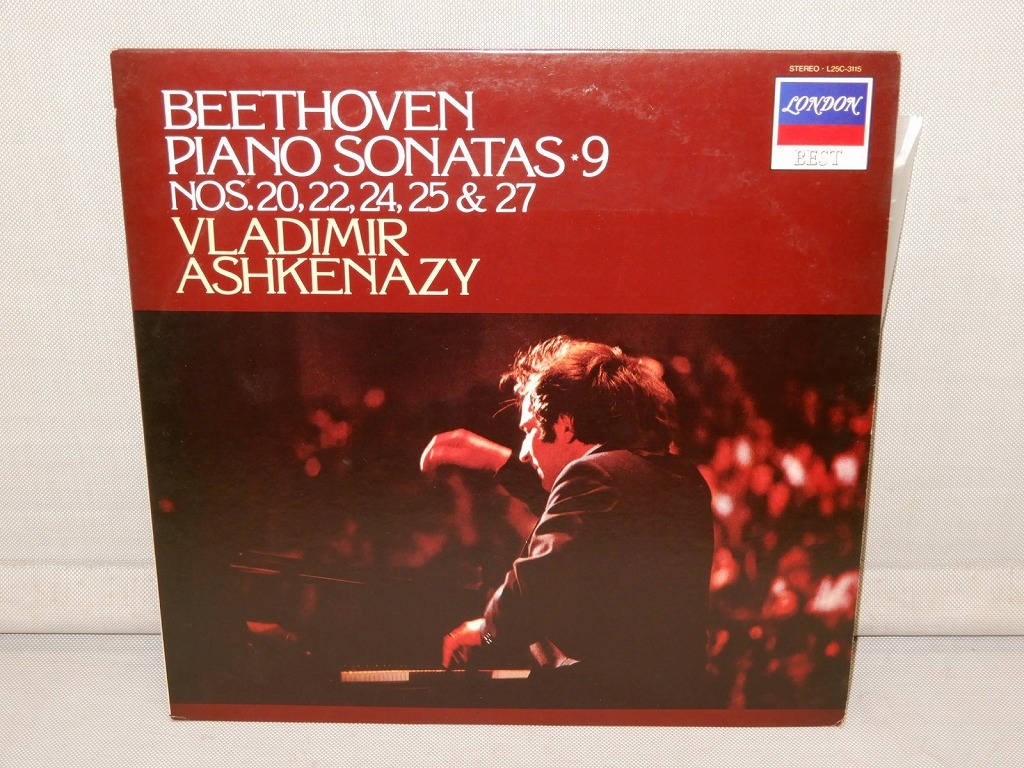 STEREO · L25C-3115
LONDON
BEST
BEETHOVEN
PIANO SONATAS*9
NOS. 20, 22, 24, 25 & 27
VLADIMIR
ASHKENAZY